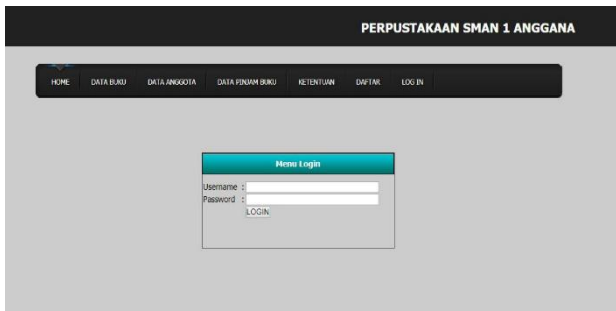 PERPUSTAKAAN SMAN 1 ANGGANA
HOME DATA BUKU DATA ANGGOTA DATA PINJAM BUKU KETENTUAN DAFTAR LOG IN
Menu Login
Username :
Password :
LOGIN